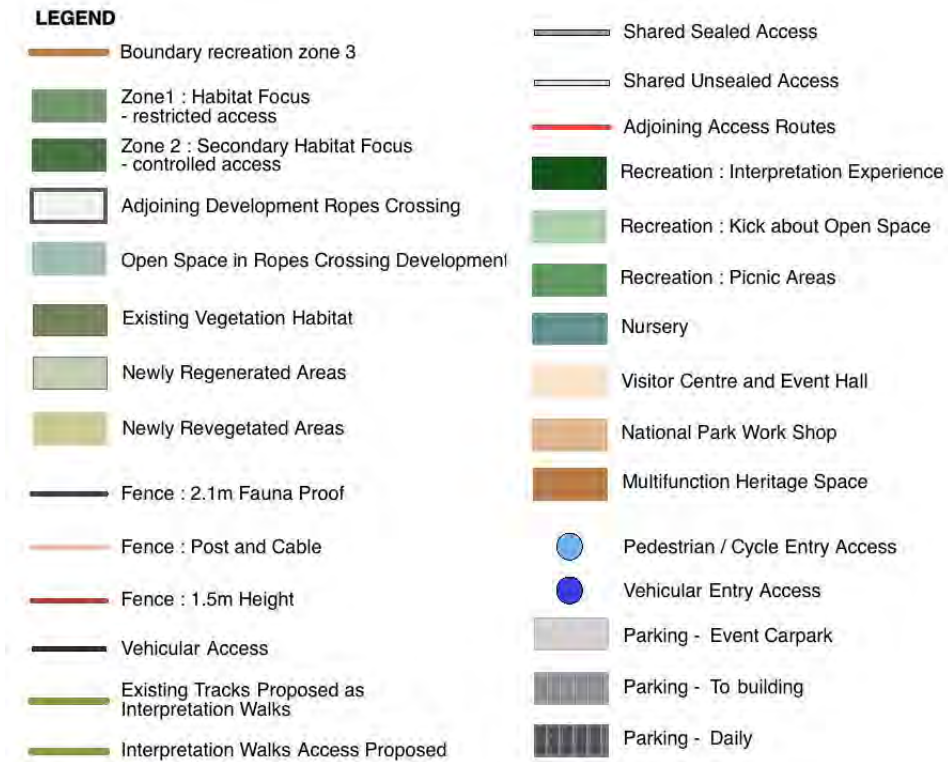 LEGEND
Boundary recreation zone 3
Zone1 : Habitat Focus
- restricted access
Zone 2 : Secondary Habitat Focus
- controlled access
Adjoining Development Ropes Crossing
Open Space in Ropes Crossing Development
Existing Vegetation Habitat
Newly Regenerated Areas
Newly Revegetated Areas
Fence : 2.1m Fauna Proof
Fence : Post and Cable
Fence : 1.5m Height
Vehicular Access
Existing Tracks Proposed as
Interpretation Walks
Interpretation Walks Access Proposed
Shared Sealed Access
Shared Unsealed Access
Adjoining Access Routes
Recreation : Interpretation Experience
Recreation : Kick about Open Space
Recreation : Picnic Areas
Nursery
Visitor Centre and Event Hall
National Park Work Shop
Multifunction Heritage Space
Pedestrian / Cycle Entry Access
Vehicular Entry Access
Parking - Event Carpark
Parking - To building
Parking - Daily